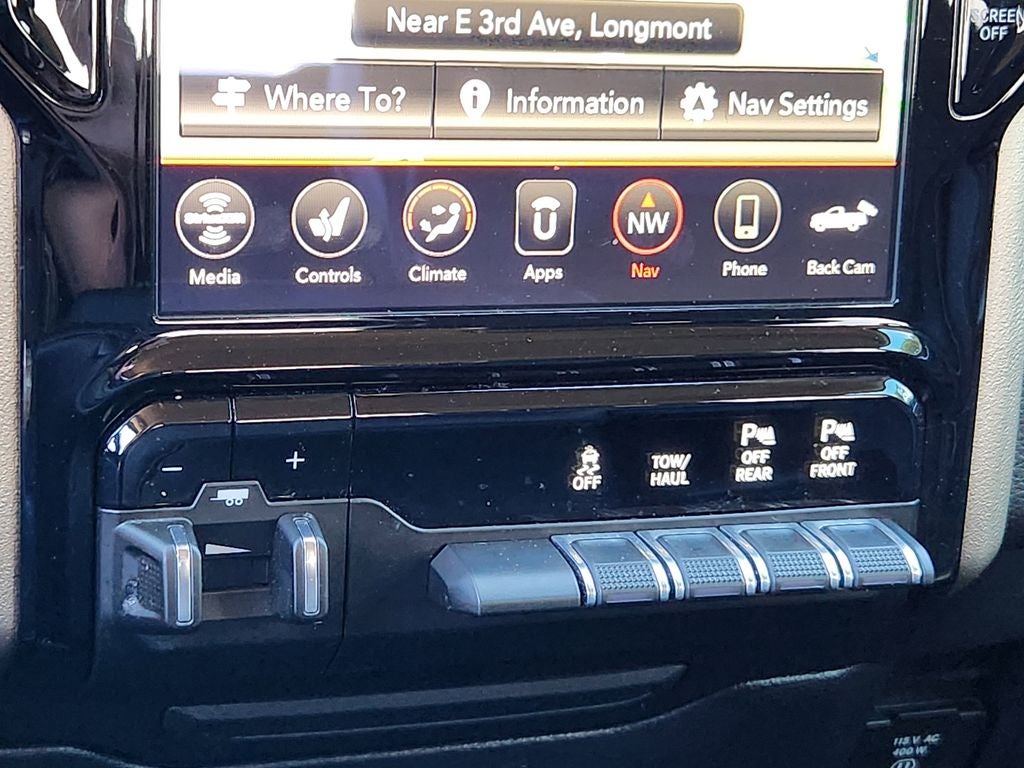 SCREEN
OFF
Near E 3rd Ave, Longmont
Where To?
Information
Nav Settings
NW
Media
Controls
Climate
Apps
Nav
Phone
Back Cam
−
+
OFF
TOW/
HAUL
P
OFF
REAR
P
OFF
FRONT
115V AC
400 W